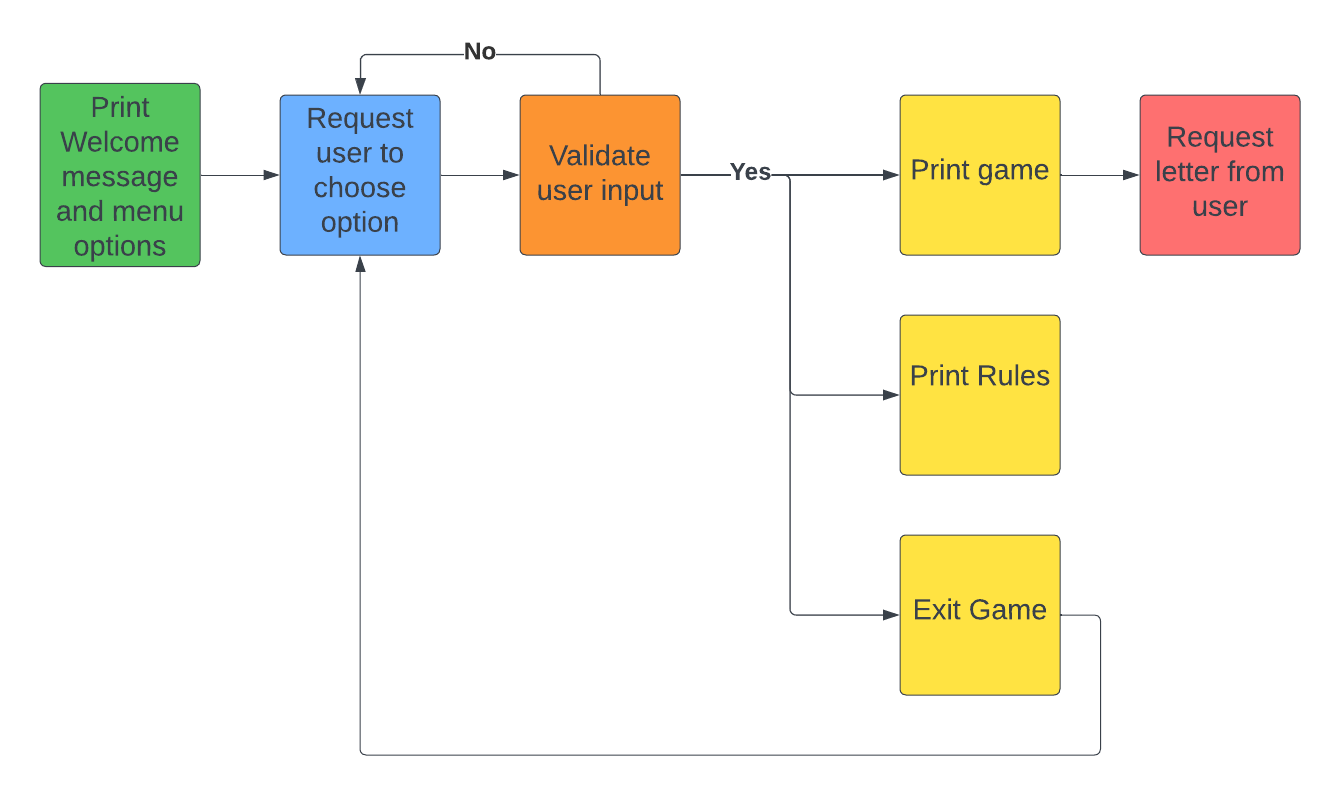 No
Print
Welcome
message
and menu
options
Request
user to
choose
option
Validate
user input
Yes
Print game
Request
letter from
user
Print Rules
Exit Game